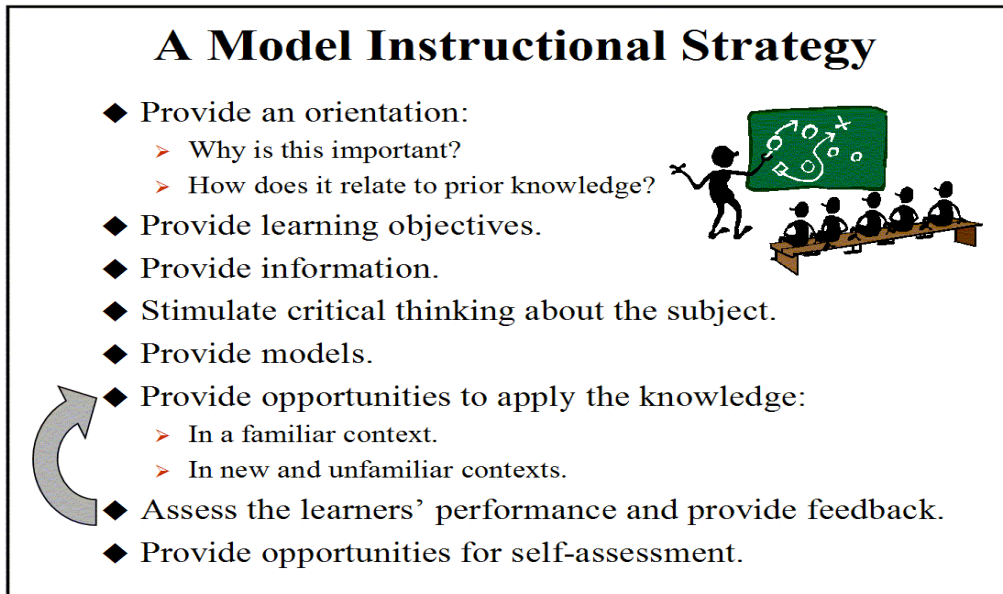 A Model Instructional Strategy
◆ Provide an orientation:
➢ Why is this important?
➢ How does it relate to prior knowledge?
◆ Provide learning objectives.
◆ Provide information.
◆ Stimulate critical thinking about the subject.
◆ Provide models.
◆ Provide opportunities to apply the knowledge:
➢ In a familiar context.
➢ In new and unfamiliar contexts.
◆ Assess the learners’ performance and provide feedback.
◆ Provide opportunities for self-assessment.